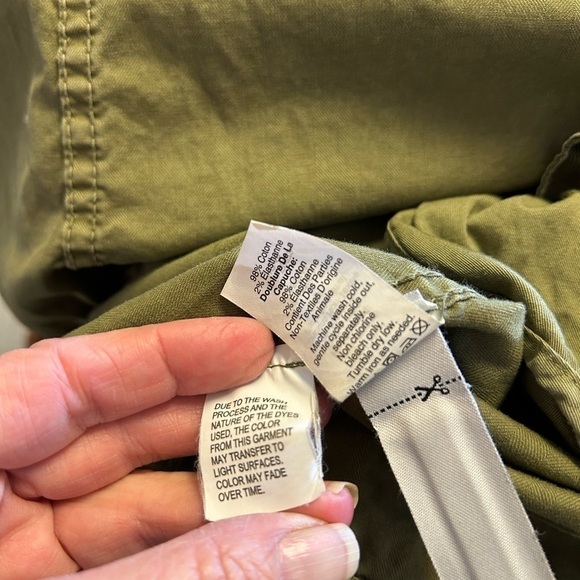 98% Coton
2% Élasthanne
Doublure De La
Capuche:
98% Coton
2% Élasthanne
Contient Des Parties
Non-Textiles D'origine
Animale
Machine wash cold,
gentle cycle inside out,
separately.
Non chlorine
bleach only.
Tumble dry low.
Warm iron as needed.
DUE TO THE WASH
PROCESS AND THE
NATURE OF THE DYES
USED, THE COLOR
FROM THIS GARMENT
MAY TRANSFER TO
LIGHT SURFACES.
COLOR MAY FADE
OVER TIME.